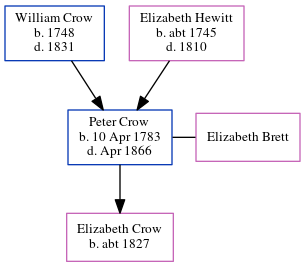 William Crow
b. 1748
d. 1831
Elizabeth Hewitt
b. abt 1745
d. 1810
Peter Crow
b. 10 Apr 1783
d. Apr 1866
Elizabeth Brett
Elizabeth Crow
b. abt 1827